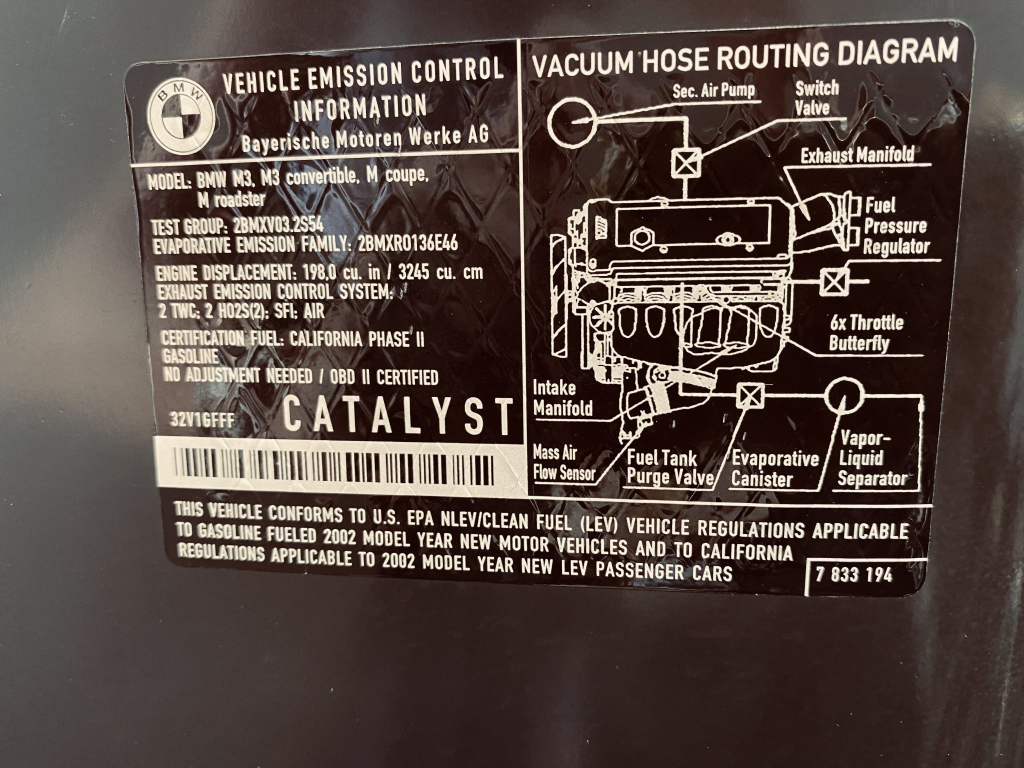 BMW
VEHICLE EMISSION CONTROL
INFORMATION
Bayerische Motoren Werke AG
MODEL: BMW M3, M3 convertible, M coupe,
M roadster
TEST GROUP: 2BMXV03.2S54
EVAPORATIVE EMISSION FAMILY: 2BMXR0136E46
ENGINE DISPLACEMENT: 198,0 cu. in / 3245 cu. cm
EXHAUST EMISSION CONTROL SYSTEM:
2 TWC; 2 HO2S(2); SFI; AIR
CERTIFICATION FUEL: CALIFORNIA PHASE II
GASOLINE
NO ADJUSTMENT NEEDED / OBD II CERTIFIED
32V1GFFF
CATALYST
VACUUM HOSE ROUTING DIAGRAM
Sec. Air Pump
Switch
Valve
Exhaust Manifold
Fuel
Pressure
Regulator
6x Throttle
Butterfly
Intake
Manifold
Mass Air
Flow Sensor
Fuel Tank
Purge Valve
Evaporative
Canister
Vapor-
Liquid
Separator
THIS VEHICLE CONFORMS TO U.S. EPA NLEV/CLEAN FUEL (LEV) VEHICLE REGULATIONS APPLICABLE
TO GASOLINE FUELED 2002 MODEL YEAR NEW MOTOR VEHICLES AND TO CALIFORNIA
REGULATIONS APPLICABLE TO 2002 MODEL YEAR NEW LEV PASSENGER CARS
7 833 194